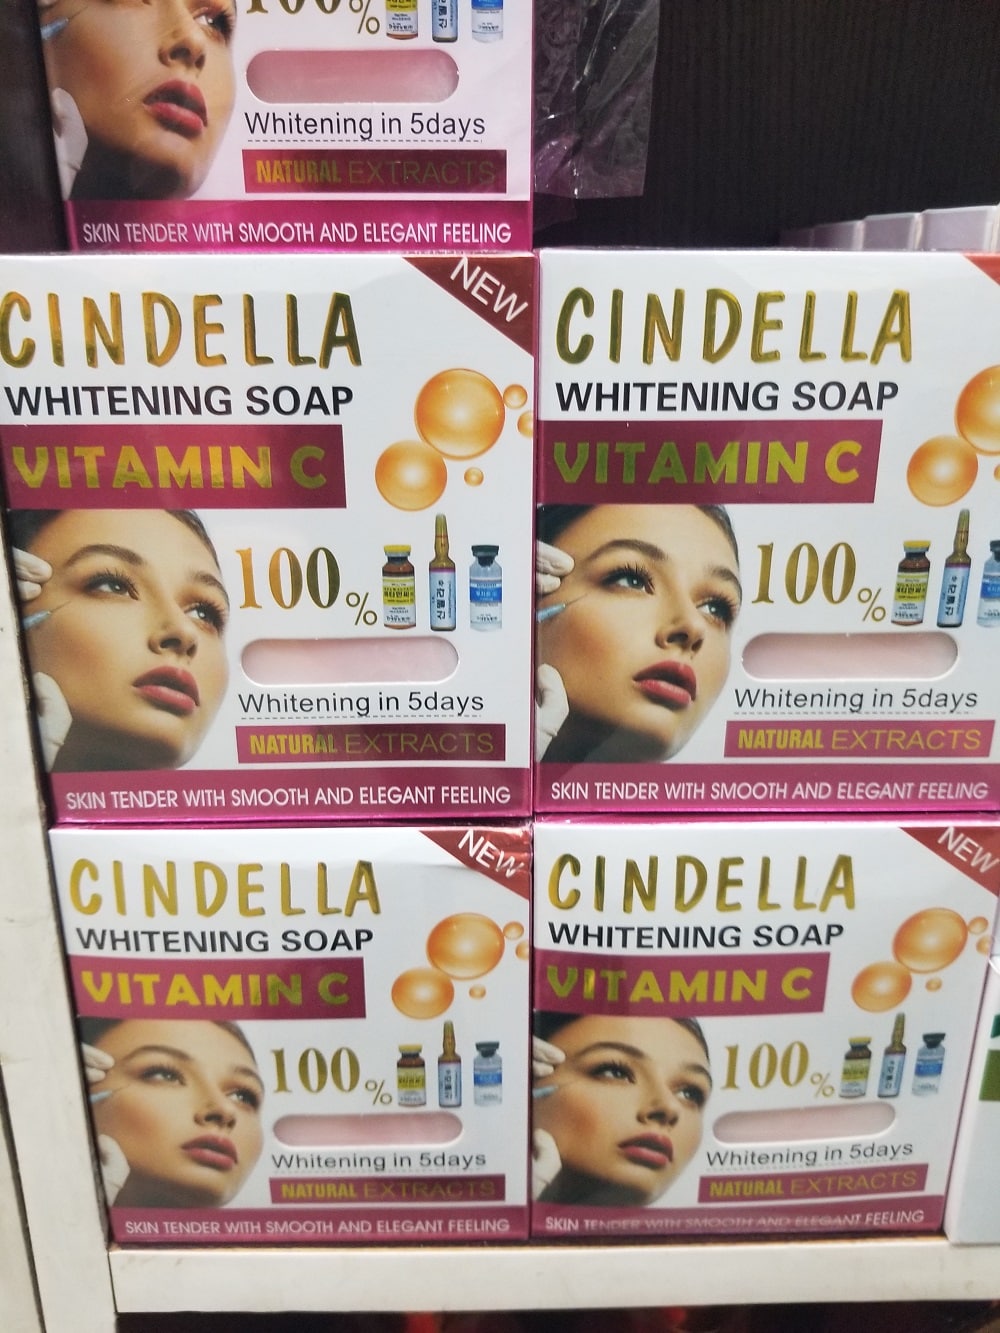 100%
Whitening in 5days
NATURAL EXTRACTS
SKIN TENDER WITH SMOOTH AND ELEGANT FEELING
NEW
CINDELLA
WHITENING SOAP
VITAMIN C
100%
Whitening in 5days
NATURAL EXTRACTS
SKIN TENDER WITH SMOOTH AND ELEGANT FEELING
CINDELLA
WHITENING SOAP
VITAMIN C
100%
Whitening in 5days
NATURAL EXTRACTS
SKIN TENDER WITH SMOOTH AND ELEGANT FEELING
NEW
CINDELLA
WHITENING SOAP
VITAMIN C
100%
Whitening in 5days
NATURAL EXTRACTS
SKIN TENDER WITH SMOOTH AND ELEGANT FEELING
NEW
CINDELLA
WHITENING SOAP
VITAMIN C
100%
Whitening in 5days
NATURAL EXTRACTS
SKIN TENDER WITH SMOOTH AND ELEGANT FEELING